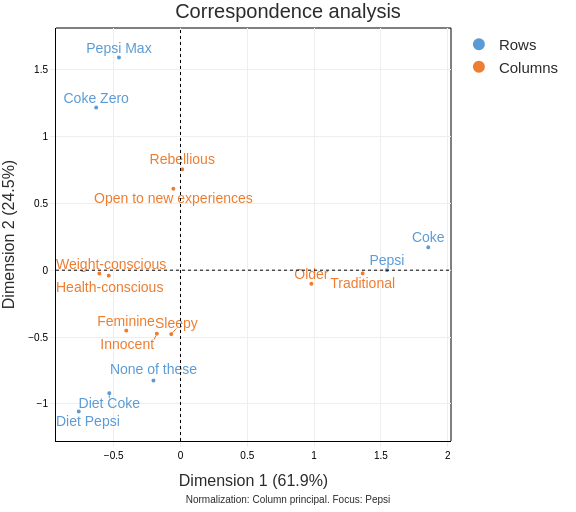 Correspondence analysis
Rows
Columns
Pepsi Max
Coke Zero
Rebellious
Open to new experiences
Coke
Pepsi
Weight-conscious
Older
Health-conscious
Traditional
Feminine
Sleepy
Innocent
None of these
Diet Coke
Diet Pepsi
1.5
1
0.5
0
−0.5
−1
−0.5
0
0.5
1
1.5
2
Dimension 2 (24.5%)
Dimension 1 (61.9%)
Normalization: Column principal. Focus: Pepsi